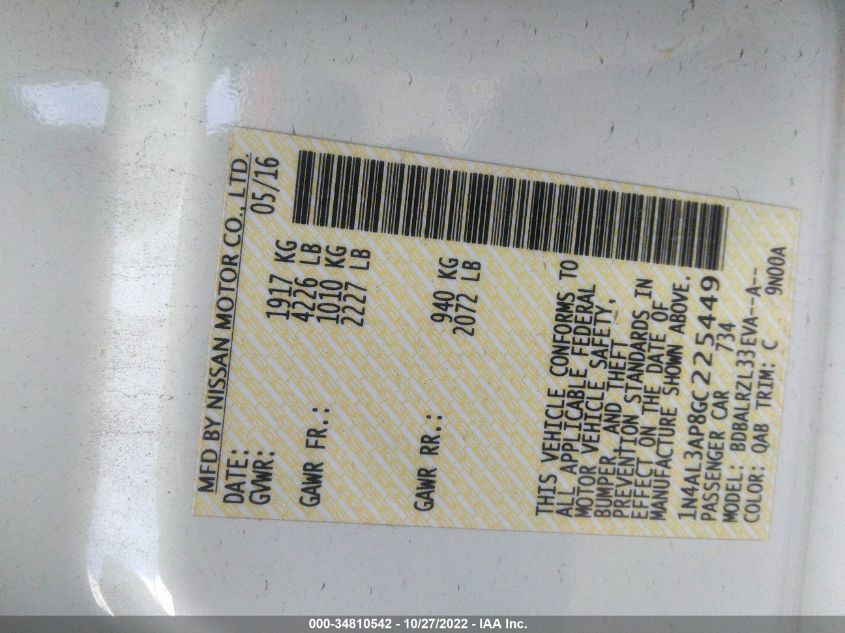 MFD BY NISSAN MOTOR CO., LTD.
DATE: 05/16
GVWR: 1917 KG
4226 LB
GAWR FR.: 1010 KG
2227 LB
GAWR RR.: 940 KG
2072 LB
THIS VEHICLE CONFORMS TO
ALL APPLICABLE FEDERAL
MOTOR VEHICLE SAFETY,
BUMPER, AND THEFT
PREVENTION STANDARDS IN
EFFECT ON THE DATE OF
MANUFACTURE SHOWN ABOVE.
1N4AL3AP8GC225449
PASSENGER CAR 734
MODEL: BDBALRZL33EVA--A--
COLOR: QAB TRIM: C 9N00A
000-34810542 - 10/27/2022 - IAA Inc.